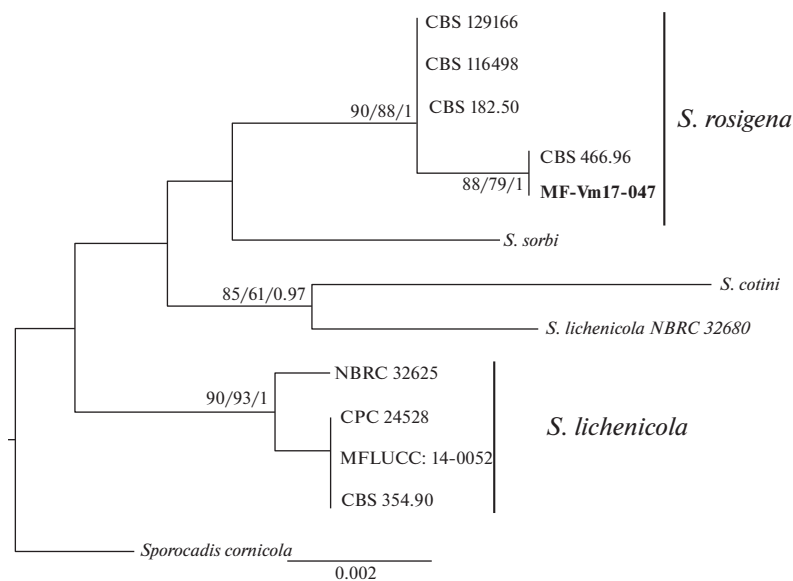 CBS 129166
CBS 116498
90/88/1
CBS 182.50
S. rosigena
CBS 466.96
88/79/1
MF-Vm17-047
S. sorbi
S. cotini
85/61/0.97
S. lichenicola NBRC 32680
NBRC 32625
90/93/1
CPC 24528
S. lichenicola
MFLUCC: 14-0052
CBS 354.90
Sporocadis cornicola
0.002